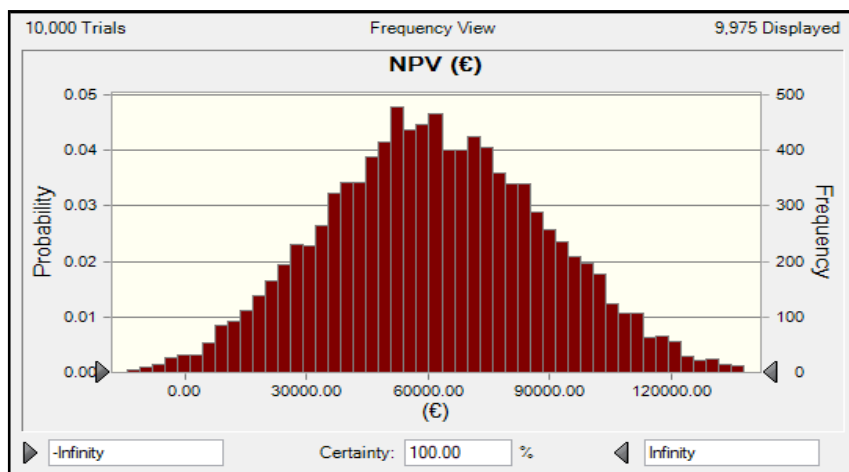 10,000 Trials Frequency View 9,975 Displayed
NPV (€)
0.05 500
0.04 400
0.03 300
0.02 200
0.01 100
0.00 0
Probability
Frequency
0.00 30000.00 60000.00 90000.00 120000.00
(€)
-Infinity Certainty: 100.00 % Infinity